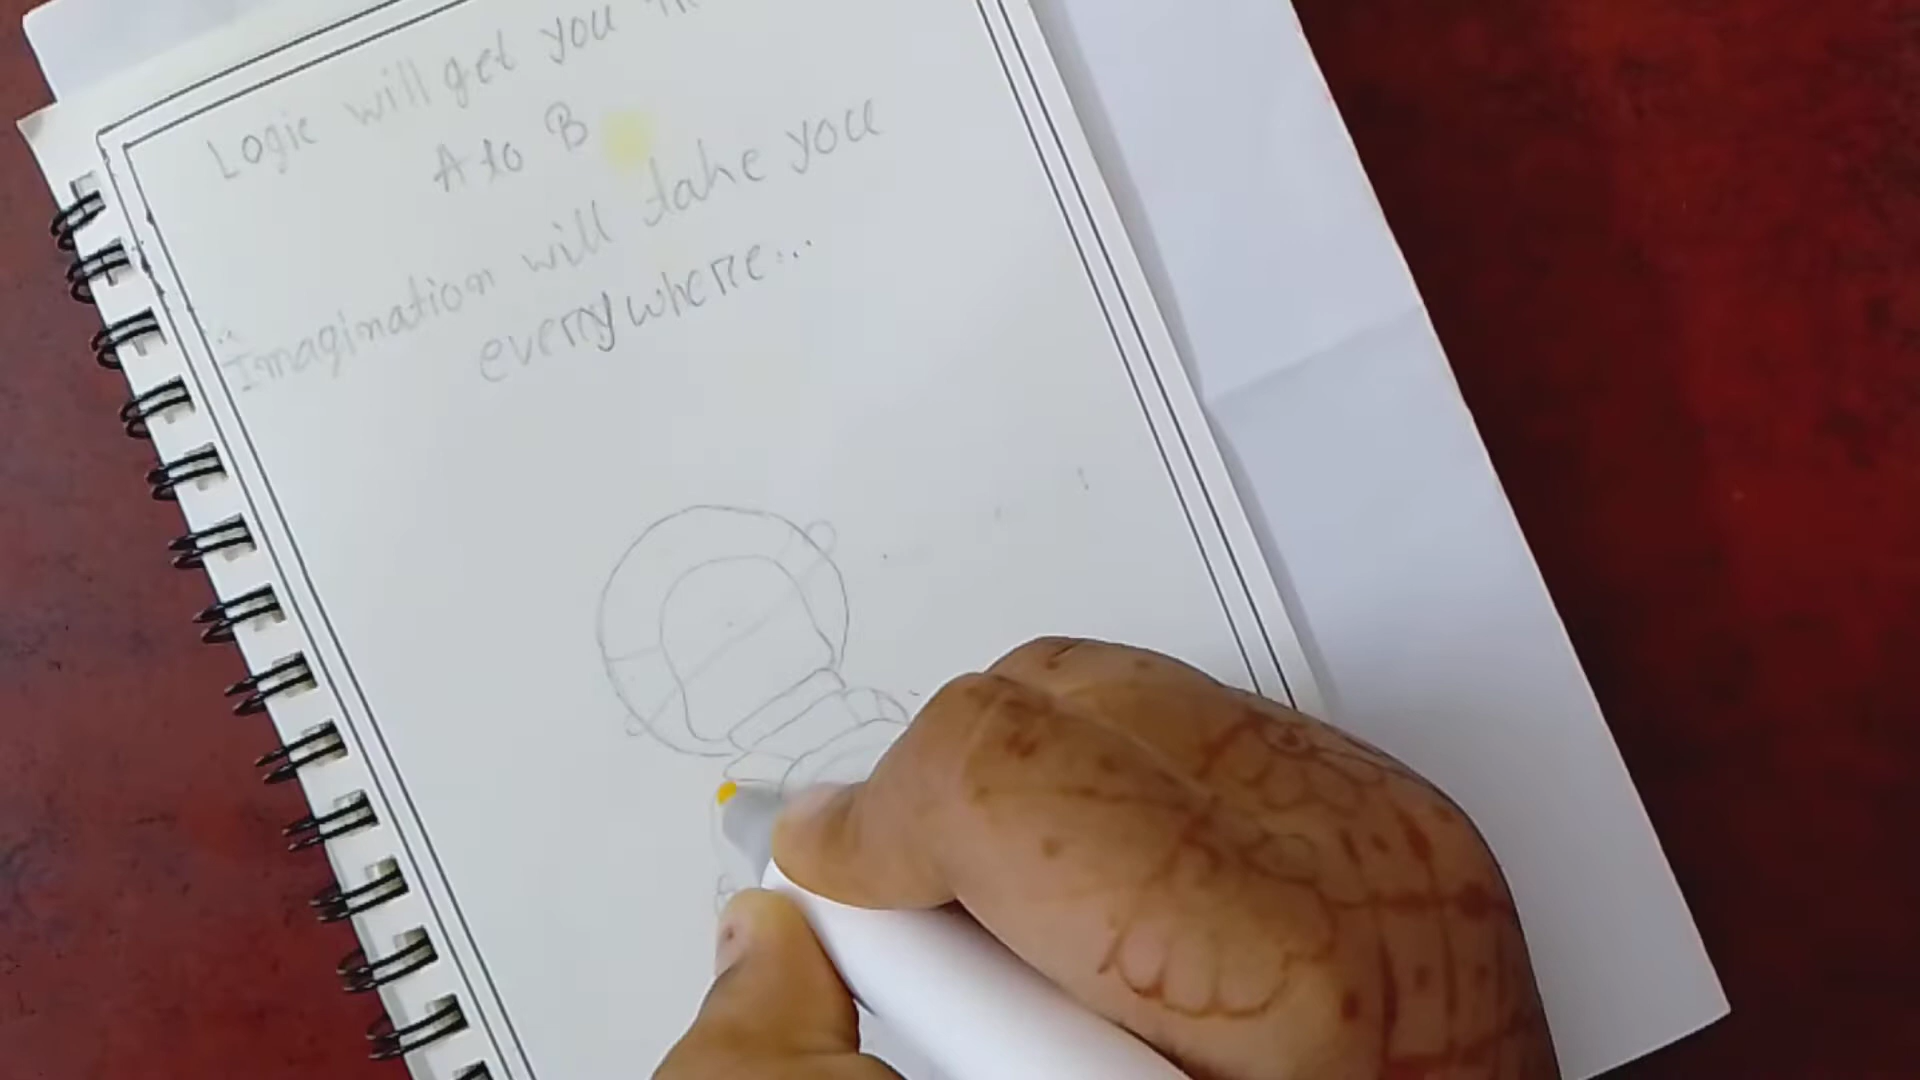 Logic will get you
A to B
Imagination will take you
everywhere...